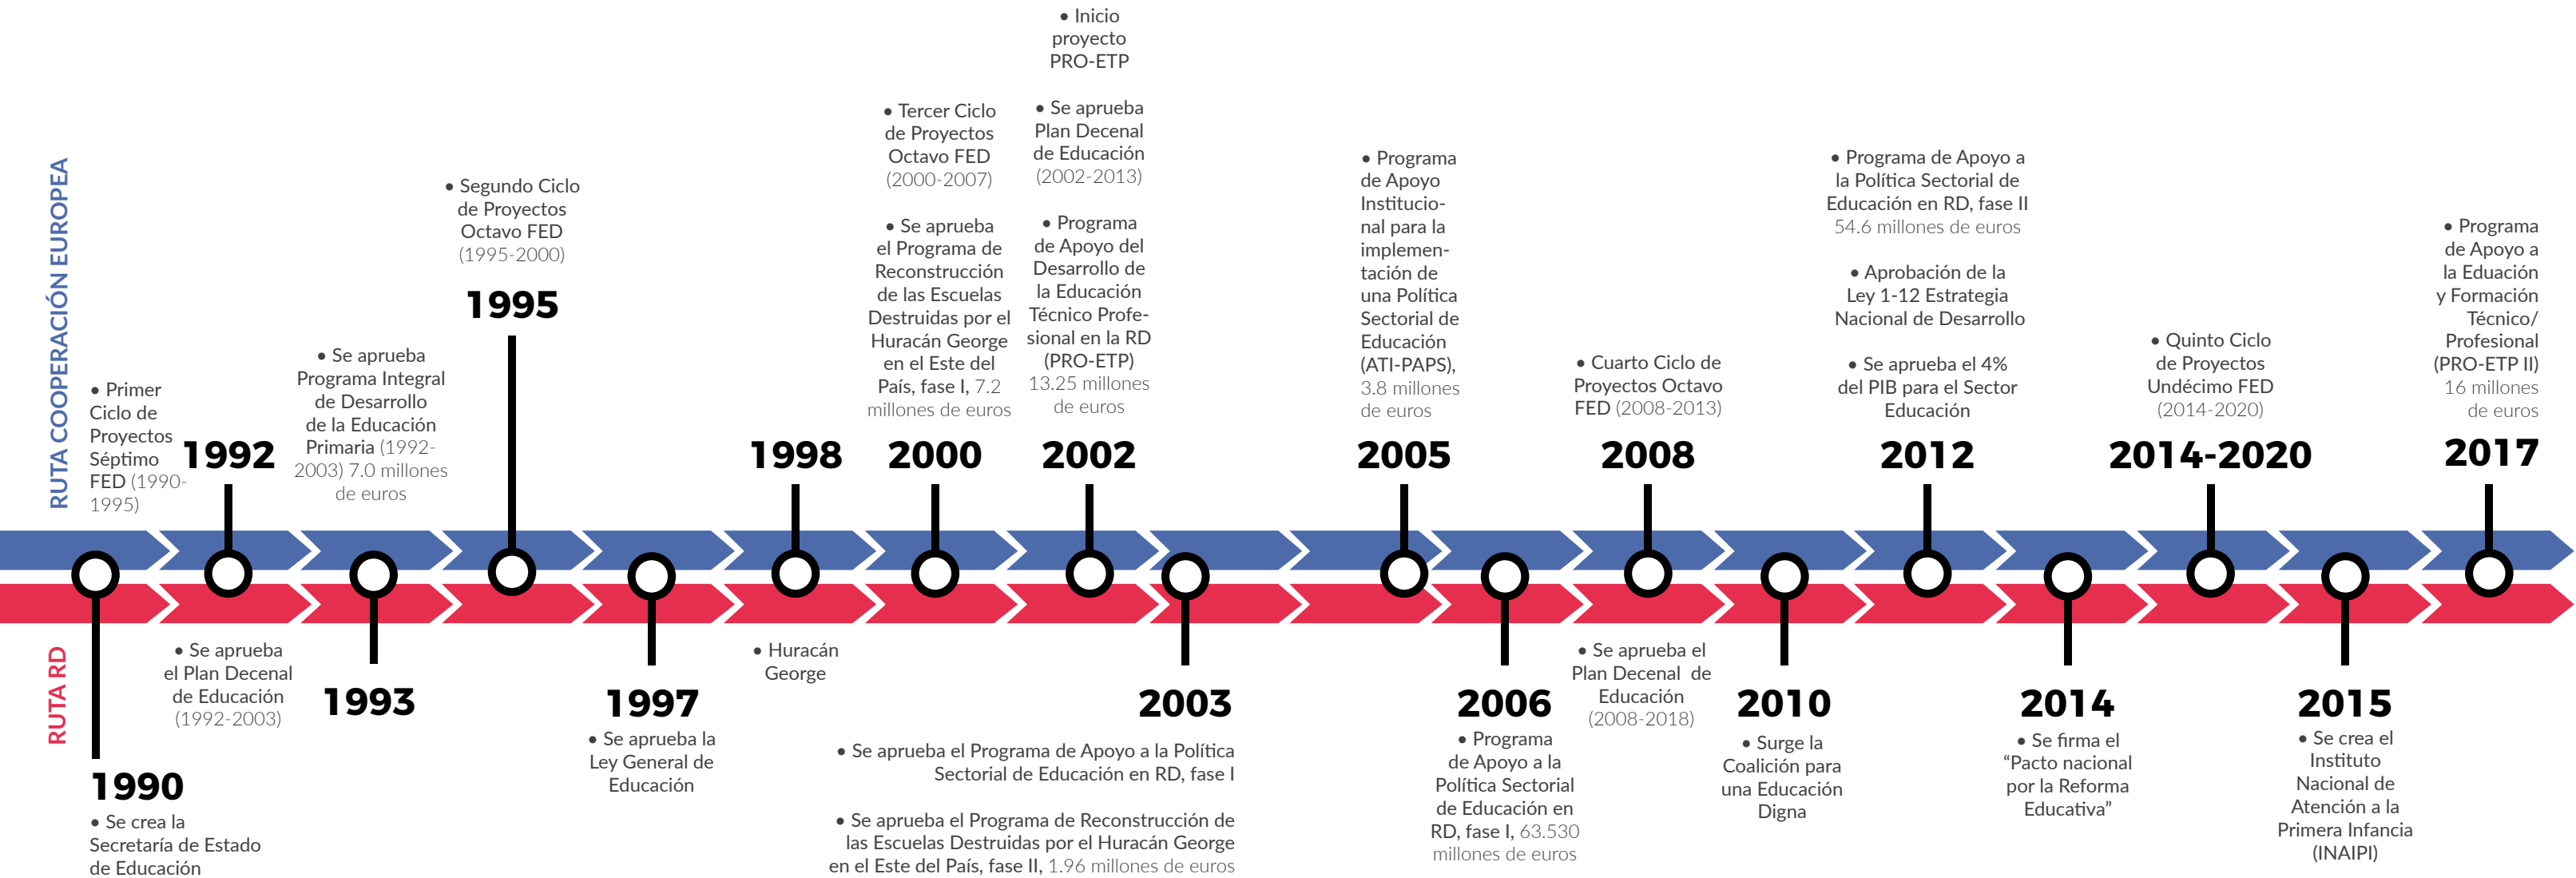 RUTA COOPERACIÓN EUROPEA
• Primer
Ciclo de
Proyectos
Séptimo
FED (1990-
1995)
1992
• Se aprueba
Programa Integral
de Desarrollo
de la Educación
Primaria (1992-
2003) 7.0 millones
de euros
• Segundo Ciclo
de Proyectos
Octavo FED
(1995-2000)
1995
1998
• Tercer Ciclo
de Proyectos
Octavo FED
(2000-2007)
• Se aprueba
el Programa de
Reconstrucción
de las Escuelas
Destruidas por el
Huracán George
en el Este del
País, fase I, 7.2
millones de euros
2000
• Inicio
proyecto
PRO-ETP
• Se aprueba
Plan Decenal
de Educación
(2002-2013)
• Programa
de Apoyo del
Desarrollo de
la Educación
Técnico Profe-
sional en la RD
(PRO-ETP)
13.25 millones
de euros
2002
• Programa
de Apoyo
Institucio-
nal para la
implemen-
tación de
una Política
Sectorial de
Educación
(ATI-PAPS),
3.8 millones
de euros
2005
• Cuarto Ciclo de
Proyectos Octavo
FED (2008-2013)
2008
• Programa de Apoyo a
la Política Sectorial de
Educación en RD, fase II
54.6 millones de euros
• Aprobación de la
Ley 1-12 Estrategia
Nacional de Desarrollo
• Se aprueba el 4%
del PIB para el Sector
Educación
2012
• Quinto Ciclo
de Proyectos
Undécimo FED
(2014-2020)
2014-2020
• Programa
de Apoyo a
la Eduación
y Formación
Técnico/
Profesional
(PRO-ETP II)
16 millones
de euros
2017
RUTA RD
1990
• Se crea la
Secretaría de Estado
de Educación
• Se aprueba
el Plan Decenal
de Educación
(1992-2003)
1993
1997
• Se aprueba la
Ley General de
Educación
• Huracán
George
2003
• Se aprueba el Programa de Apoyo a la Política
Sectorial de Educación en RD, fase I
• Se aprueba el Programa de Reconstrucción de
las Escuelas Destruidas por el Huracán George
en el Este del País, fase II, 1.96 millones de euros
2006
• Programa
de Apoyo a la
Política Sectorial
de Educación en
RD, fase I, 63.530
millones de euros
• Se aprueba el
Plan Decenal de
Educación
(2008-2018)
2010
• Surge la
Coalición para
una Educación
Digna
2014
• Se firma el
“Pacto nacional
por la Reforma
Educativa”
2015
• Se crea el
Instituto
Nacional de
Atención a la
Primera Infancia
(INAIPI)